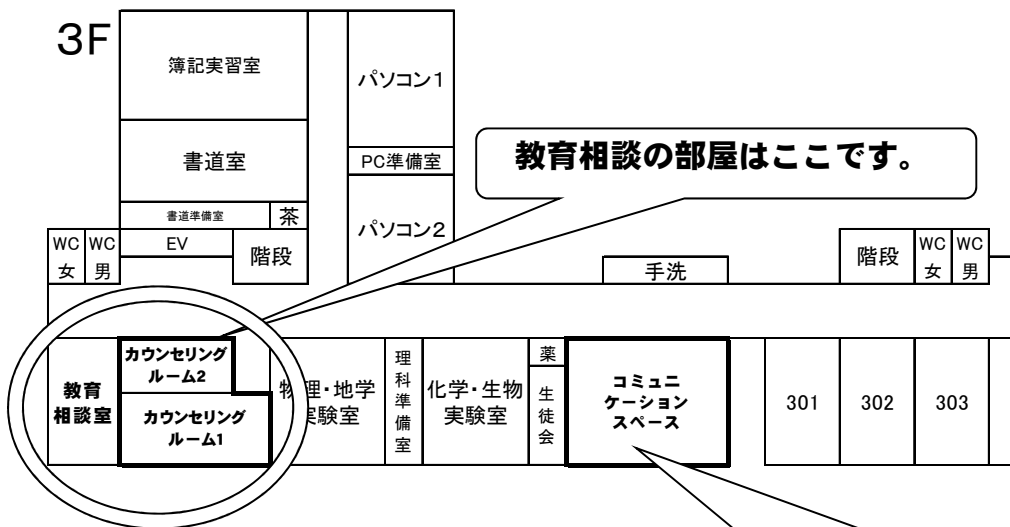 3F
簿記実習室
パソコン1
書道室
PC準備室
教育相談の部屋はここです。
書道準備室
茶
パソコン2
WC
女
WC
男
EV
階段
手洗
階段
WC
女
WC
男
教育
相談室
カウンセリング
ルーム2
カウンセリング
ルーム1
物理・地学
実験室
理科準備室
化学・生物
実験室
薬
生徒会
コミュニ
ケーション
スペース
301
302
303